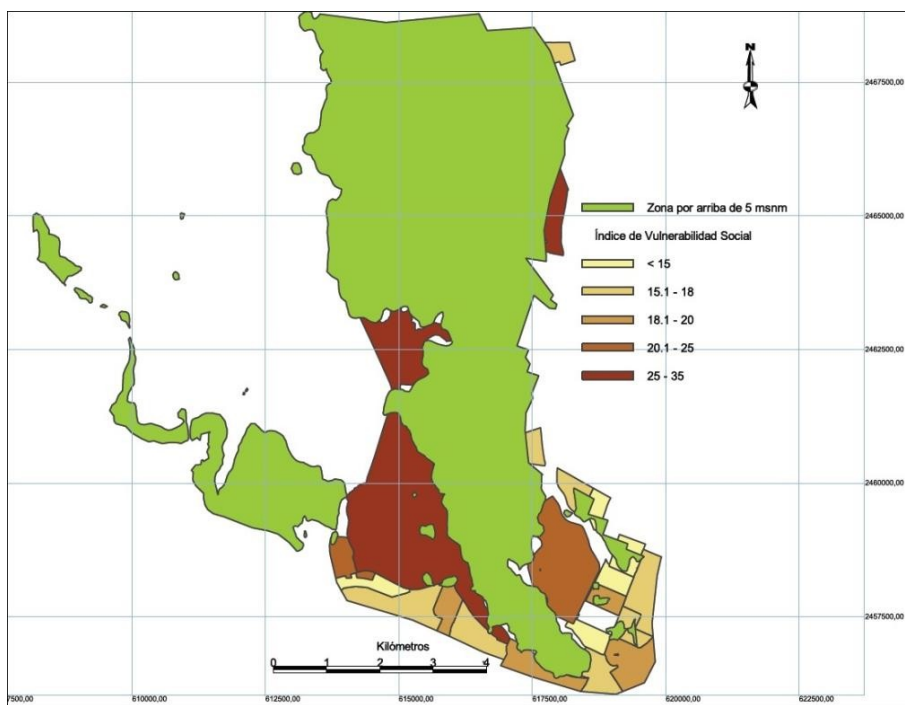 N
2467500,00
Zona por arriba de 5 msnm
2465000,00
Índice de Vulnerabilidad Social
< 15
15.1 - 18
18.1 - 20
2462500,00
20.1 - 25
25 - 35
2460000,00
2457500,00
Kilómetros
0 1 2 3 4
7500,00 610000,00 612500,00 615000,00 617500,00 620000,00 622500,00